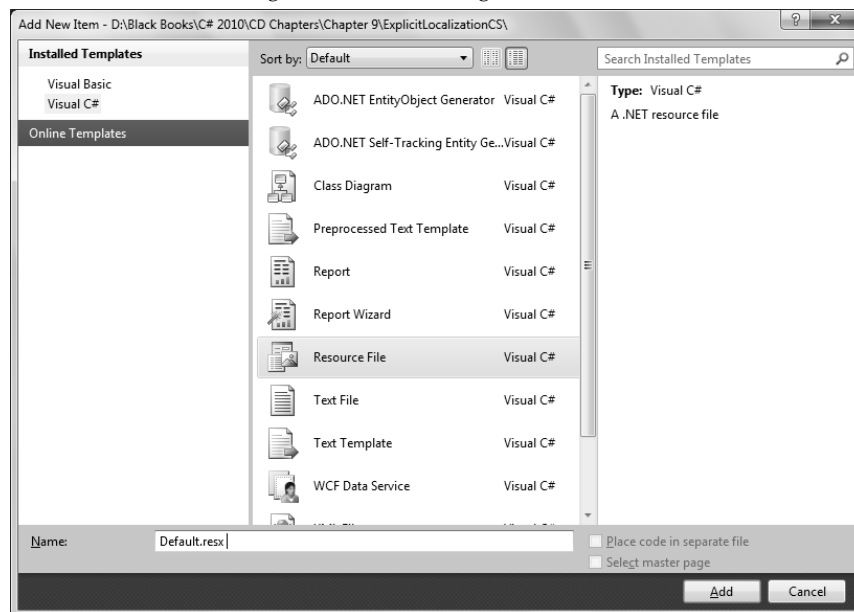 Add New Item - D:\Black Books\C# 2010\CD Chapters\Chapter 9\ExplicitLocalizationCS\
Installed Templates
Visual Basic
Visual C#
Online Templates
Sort by: Default
Search Installed Templates
ADO.NET EntityObject Generator Visual C#
ADO.NET Self-Tracking Entity Ge...Visual C#
Class Diagram Visual C#
Preprocessed Text Template Visual C#
Report Visual C#
Report Wizard Visual C#
Resource File Visual C#
Text File Visual C#
Text Template Visual C#
WCF Data Service Visual C#
Type: Visual C#
A .NET resource file
Name: Default.resx
Place code in separate file
Select master page
Add Cancel